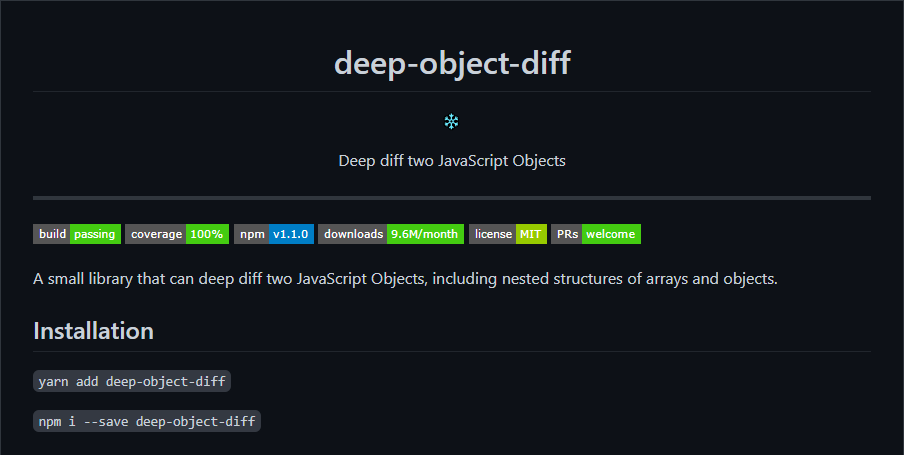 deep-object-diff
❄
Deep diff two JavaScript Objects
build passing coverage 100% npm v1.1.0 downloads 9.6M/month license MIT PRs welcome
A small library that can deep diff two JavaScript Objects, including nested structures of arrays and objects.
Installation
yarn add deep-object-diff
npm i --save deep-object-diff